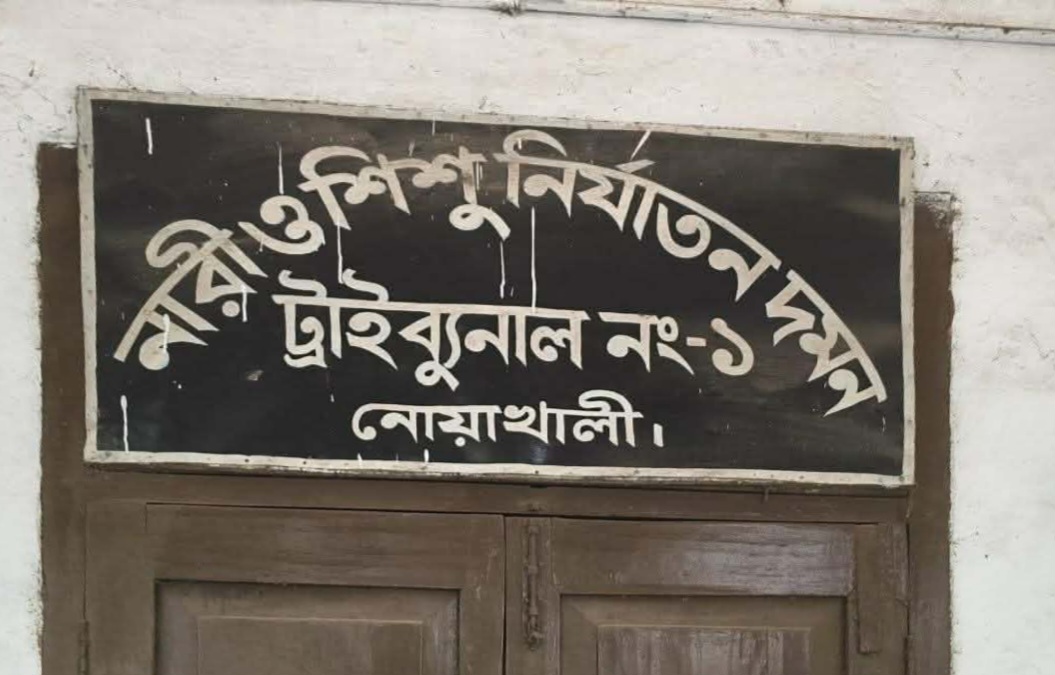 নারী ও শিশু নির্যাতন দমন
ট্রাইব্যুনাল নং-১
নোয়াখালী।